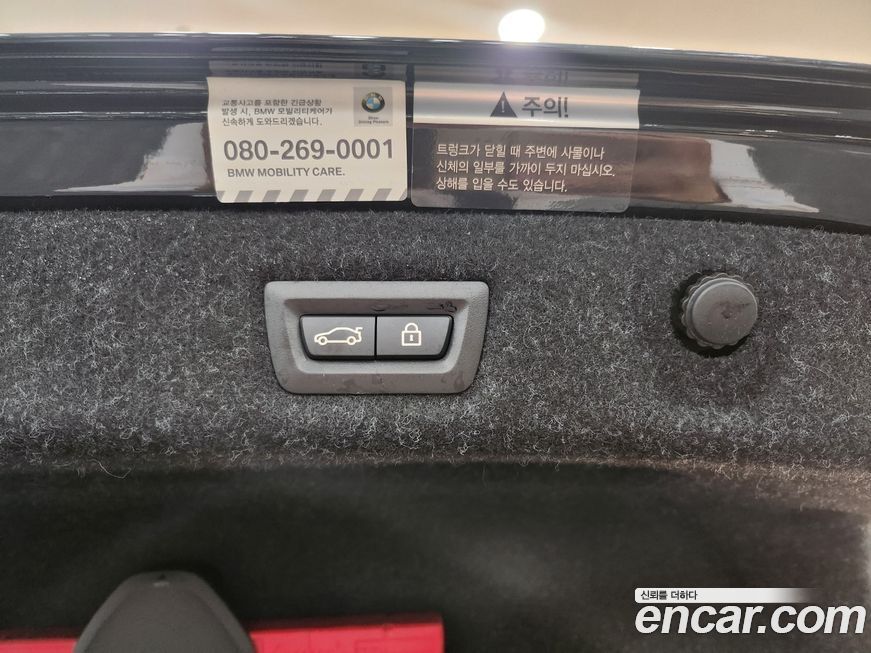 교통사고를 포함한 긴급상황
발생 시, BMW 모빌리티케어가
신속하게 도와드리겠습니다.
080-269-0001
BMW MOBILITY CARE.
주의!
트렁크가 닫힐 때 주변에 사물이나
신체의 일부를 가까이 두지 마십시오.
상해를 입을 수도 있습니다.
신뢰를 더하다
encar.com